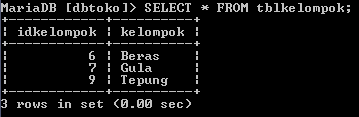 MariaDB [dbtoko]> SELECT * FROM tblkelompok;
+------------+----------+
| idkelompok | kelompok |
+------------+----------+
|          6 | Beras    |
|          7 | Gula     |
|          9 | Tepung   |
+------------+----------+
3 rows in set (0.00 sec)